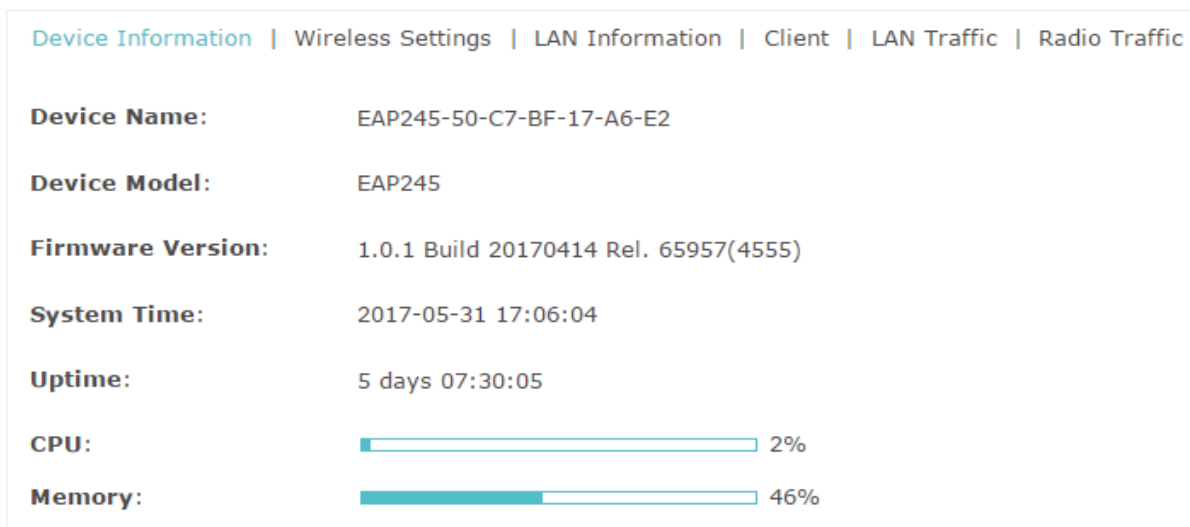 Device Information | Wireless Settings | LAN Information | Client | LAN Traffic | Radio Traffic
Device Name: EAP245-50-C7-BF-17-A6-E2
Device Model: EAP245
Firmware Version: 1.0.1 Build 20170414 Rel. 65957(4555)
System Time: 2017-05-31 17:06:04
Uptime: 5 days 07:30:05
CPU: 2%
Memory: 46%